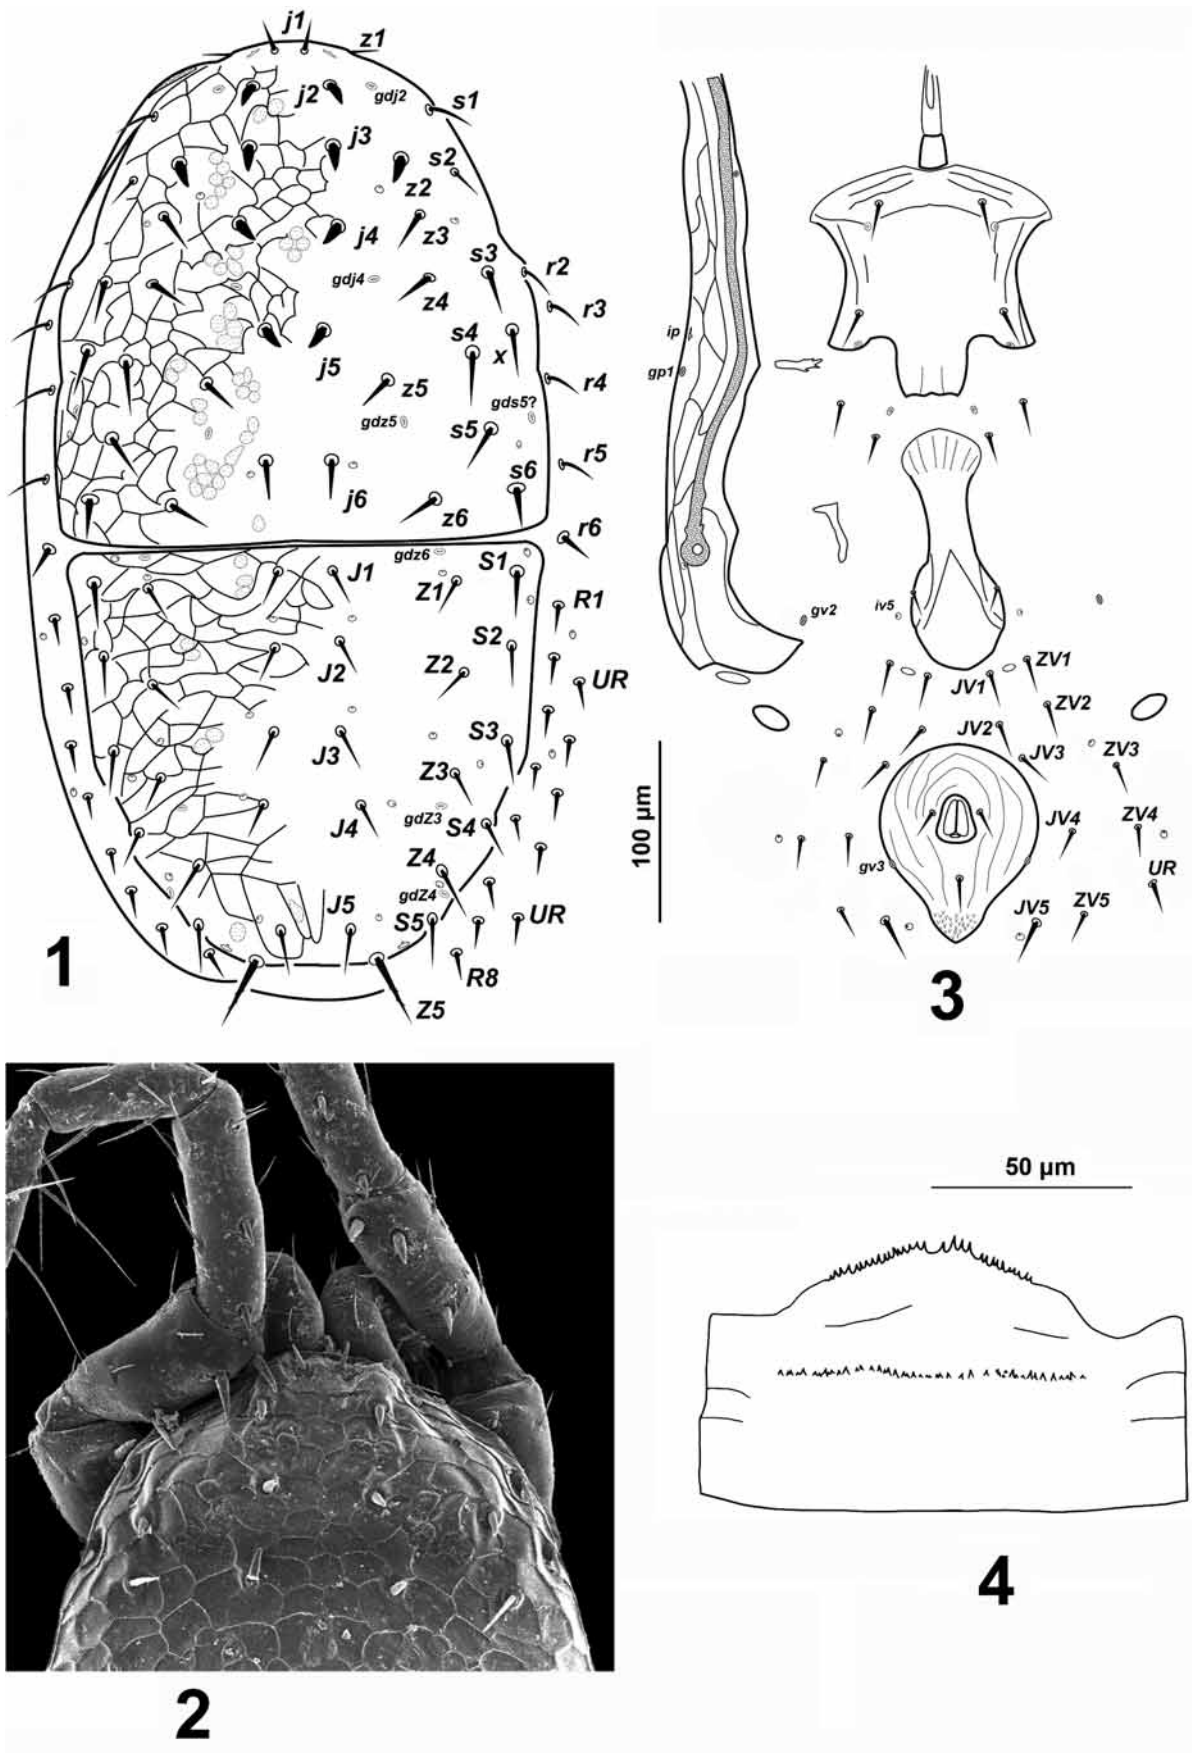 j1
z1
j2
gdj2
s1
j3
s2
z2
j4
z3
s3
r2
gdj4
z4
r3
s4
x
j5
r4
z5
gds5?
gdz5
s5
r5
s6
j6
z6
r6
gdz6
S1
J1
Z1
R1
S2
J2
Z2
UR
S3
J3
Z3
gdZ3
S4
J4
Z4
gdZ4
J5
S5
UR
R8
Z5
1
2
ip
gp1
gv2
iv5
ZV1
JV1
ZV2
JV2
JV3
ZV3
JV4
ZV4
gv3
UR
JV5
ZV5
100 µm
3
50 µm
4